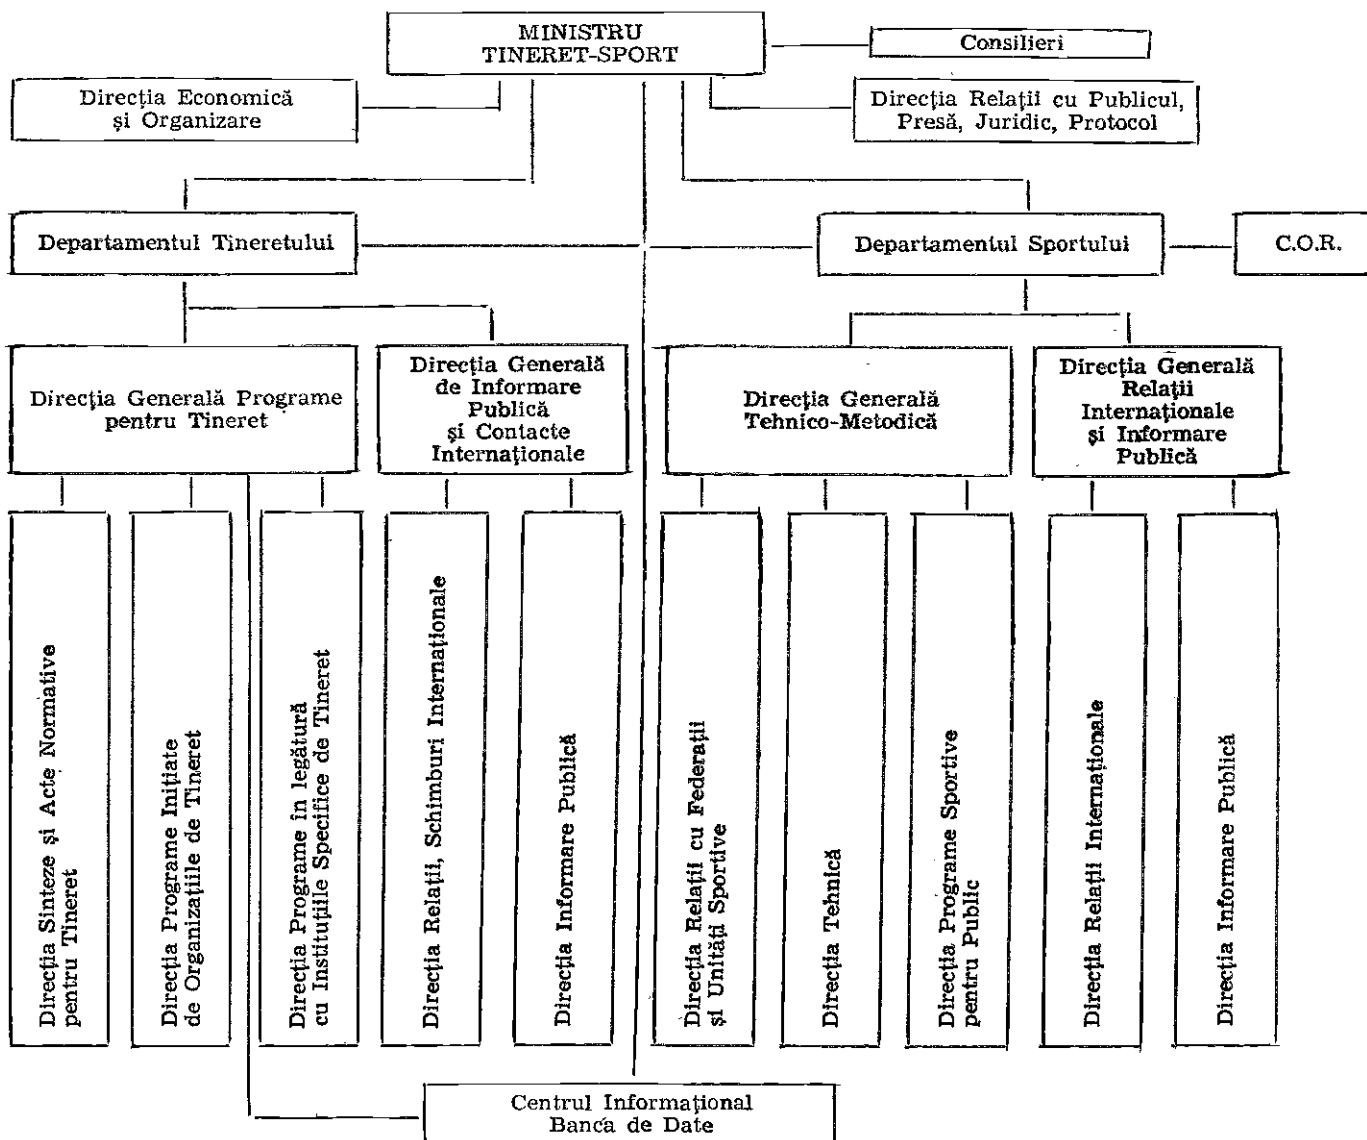 MINISTRU
TINERET-SPORT
Consilieri
Direcția Economică
și Organizare
Direcția Relații cu Publicul,
Presă, Juridic, Protocol
Departamentul Tineretului
Departamentul Sportului
C.O.R.
Direcția Generală Programe
pentru Tineret
Direcția Generală
de Informare
Publică
și Contacte
Internaționale
Direcția Generală
Tehnico-Metodică
Direcția Generală
Relații
Internaționale
și Informare
Publică
Direcția Sinteze și Acte Normative
pentru Tineret
Direcția Programe Inițiate
de Organizațiile de Tineret
Direcția Programe în legătură
cu Instituțiile Specifice de Tineret
Direcția Relații, Schimburi Internaționale
Direcția Informare Publică
Direcția Relații cu Federații
și Unități Sportive
Direcția Tehnică
Direcția Programe Sportive
pentru Public
Direcția Relații Internaționale
Direcția Informare Publică
Centrul Informațional
Banca de Date